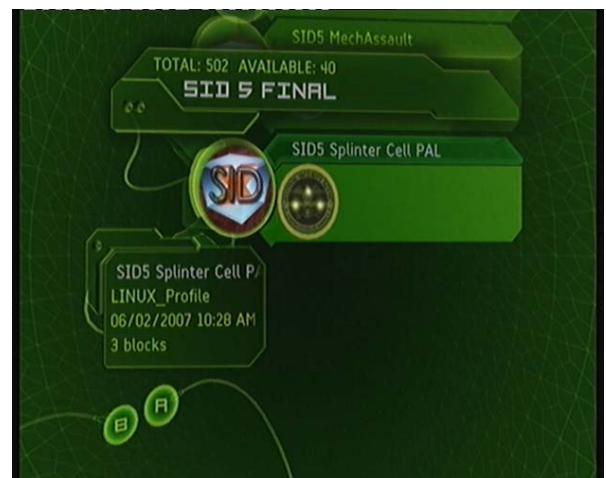 SID5 MechAssault
TOTAL: 502 AVAILABLE: 40
SID 5 FINAL
SID5 Splinter Cell PAL
SID
SID5 Splinter Cell PA
LINUX_Profile
06/02/2007 10:28 AM
3 blocks
B
A